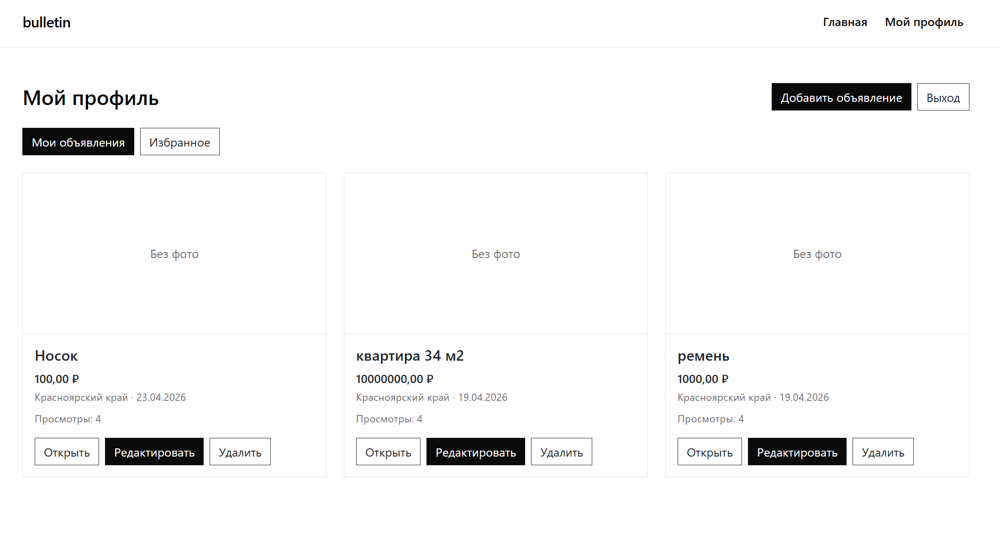 bulletin
Главная Мой профиль
Мой профиль
Добавить объявление Выход
Мои объявления Избранное
Без фото
Носок
100,00 ₽
Красноярский край · 23.04.2026
Просмотры: 4
Открыть Редактировать Удалить
Без фото
квартира 34 м2
10000000,00 ₽
Красноярский край · 19.04.2026
Просмотры: 4
Открыть Редактировать Удалить
Без фото
ремень
1000,00 ₽
Красноярский край · 19.04.2026
Просмотры: 4
Открыть Редактировать Удалить